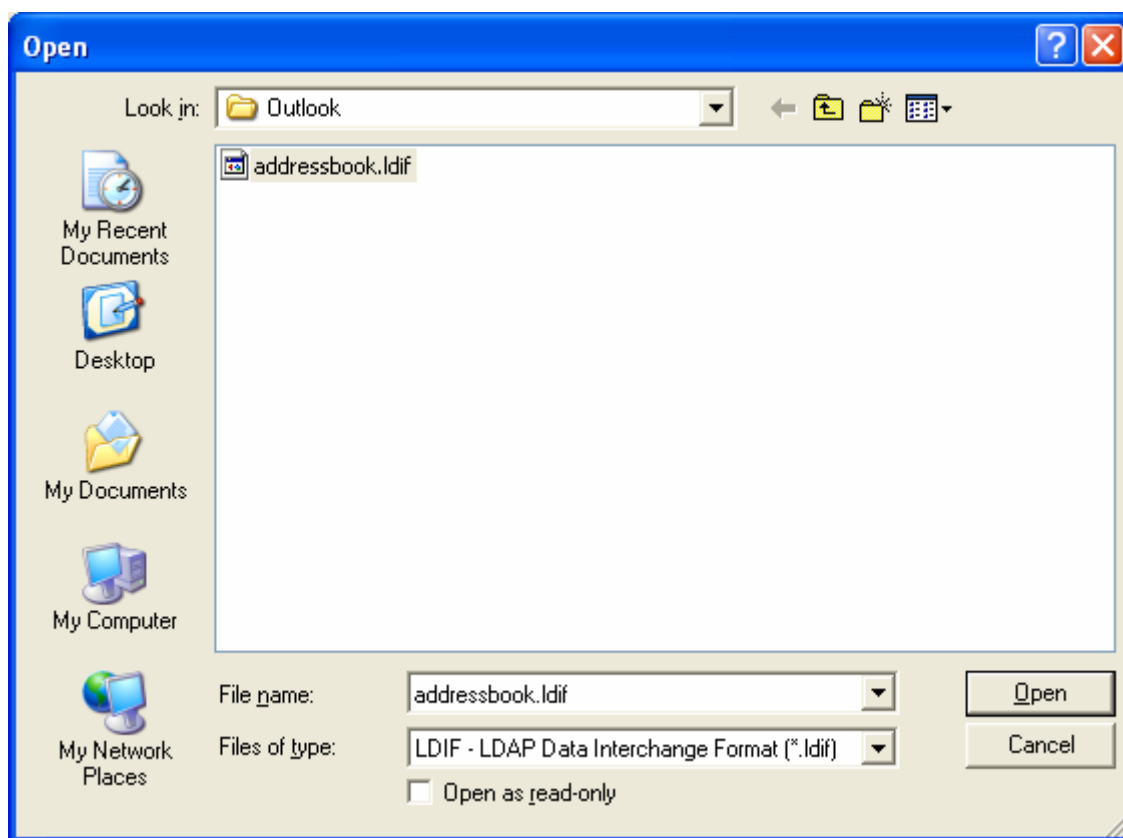 Open
Look in: Outlook
addressbook.ldif
My Recent
Documents
Desktop
My Documents
My Computer
My Network
Places
File name: addressbook.ldif Open
Files of type: LDIF - LDAP Data Interchange Format (*.ldif) Cancel
Open as read-only